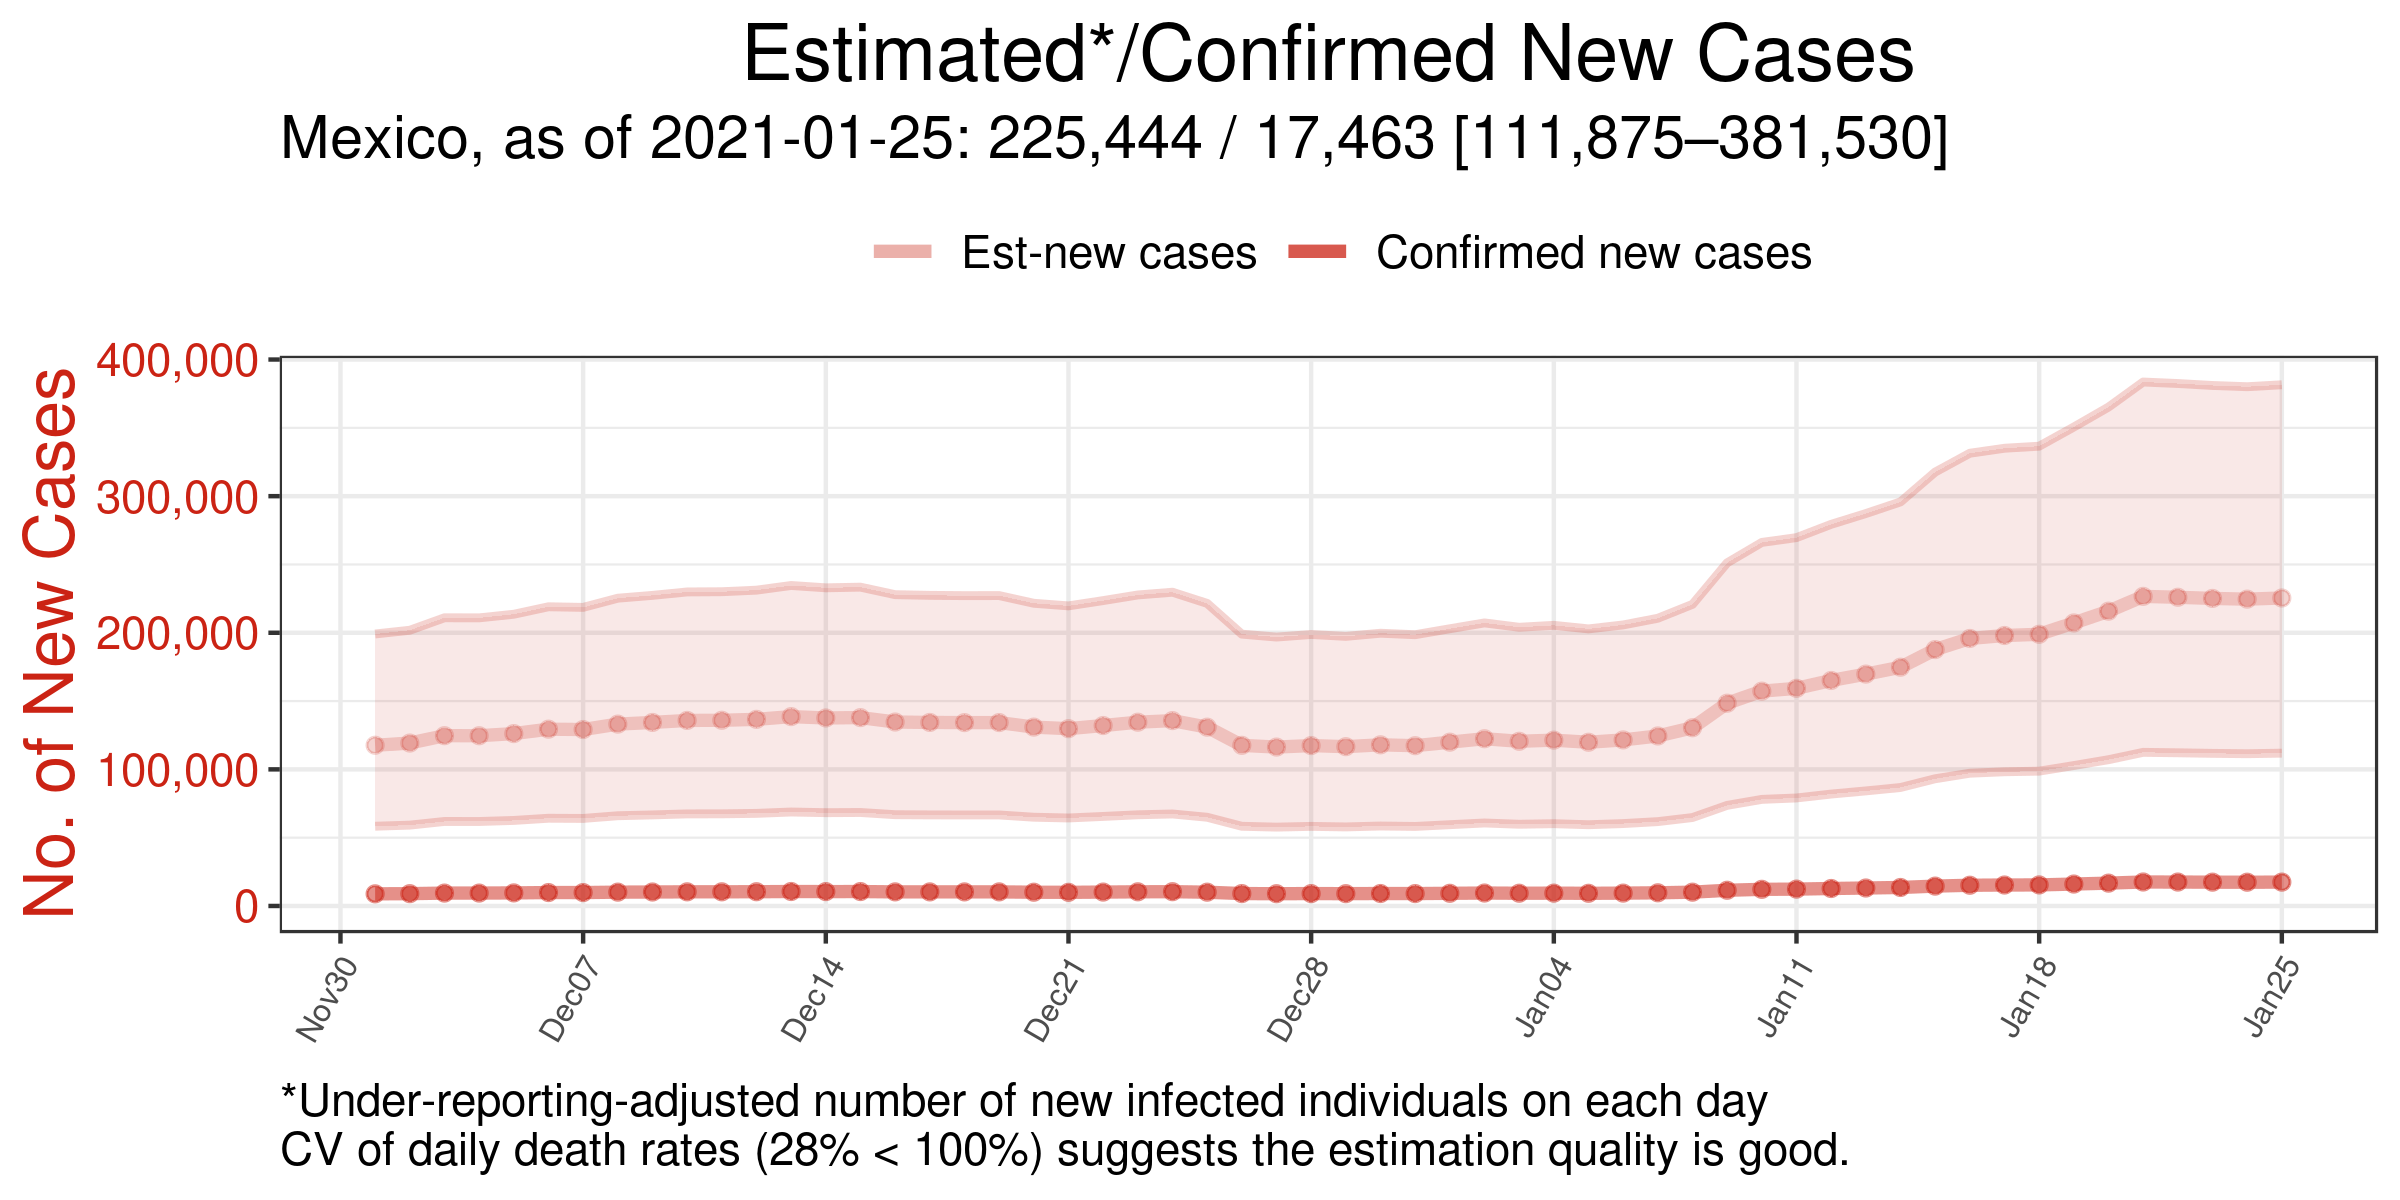 Estimated*/Confirmed New Cases
Mexico, as of 2021-01-25: 225,444 / 17,463 [111,875–381,530]
Est-new cases
Confirmed new cases
No. of New Cases
400,000
300,000
200,000
100,000
0
Nov30
Dec07
Dec14
Dec21
Dec28
Jan04
Jan11
Jan18
Jan25
*Under-reporting-adjusted number of new infected individuals on each day
CV of daily death rates (28% < 100%) suggests the estimation quality is good.